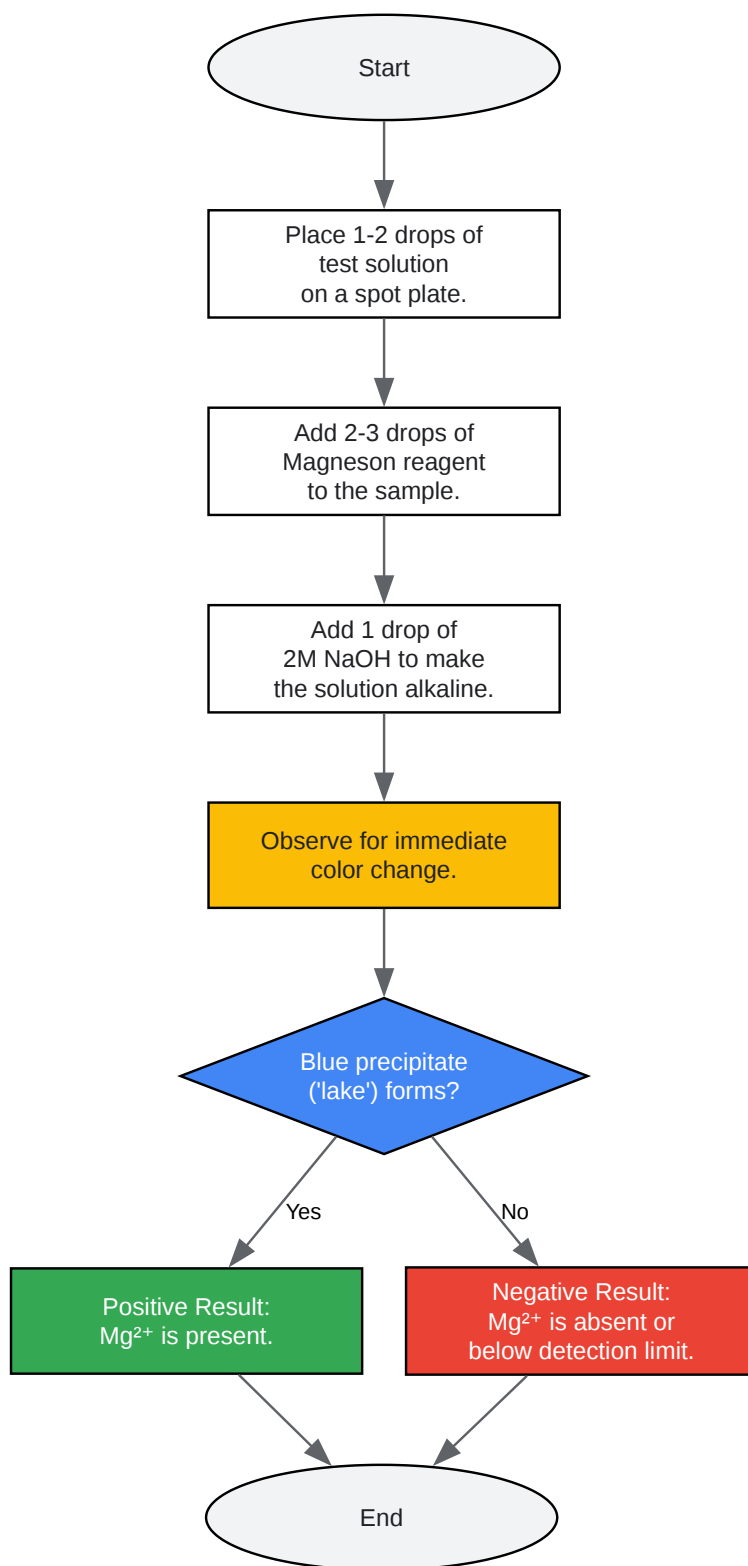 Start
Place 1-2 drops of
test solution
on a spot plate.
Add 2-3 drops of
Magneson reagent
to the sample.
Add 1 drop of
2M NaOH to make
the solution alkaline.
Observe for immediate
color change.
Blue precipitate
('lake') forms?
Yes
No
Positive Result:
Mg²⁺ is present.
Negative Result:
Mg²⁺ is absent or
below detection limit.
End